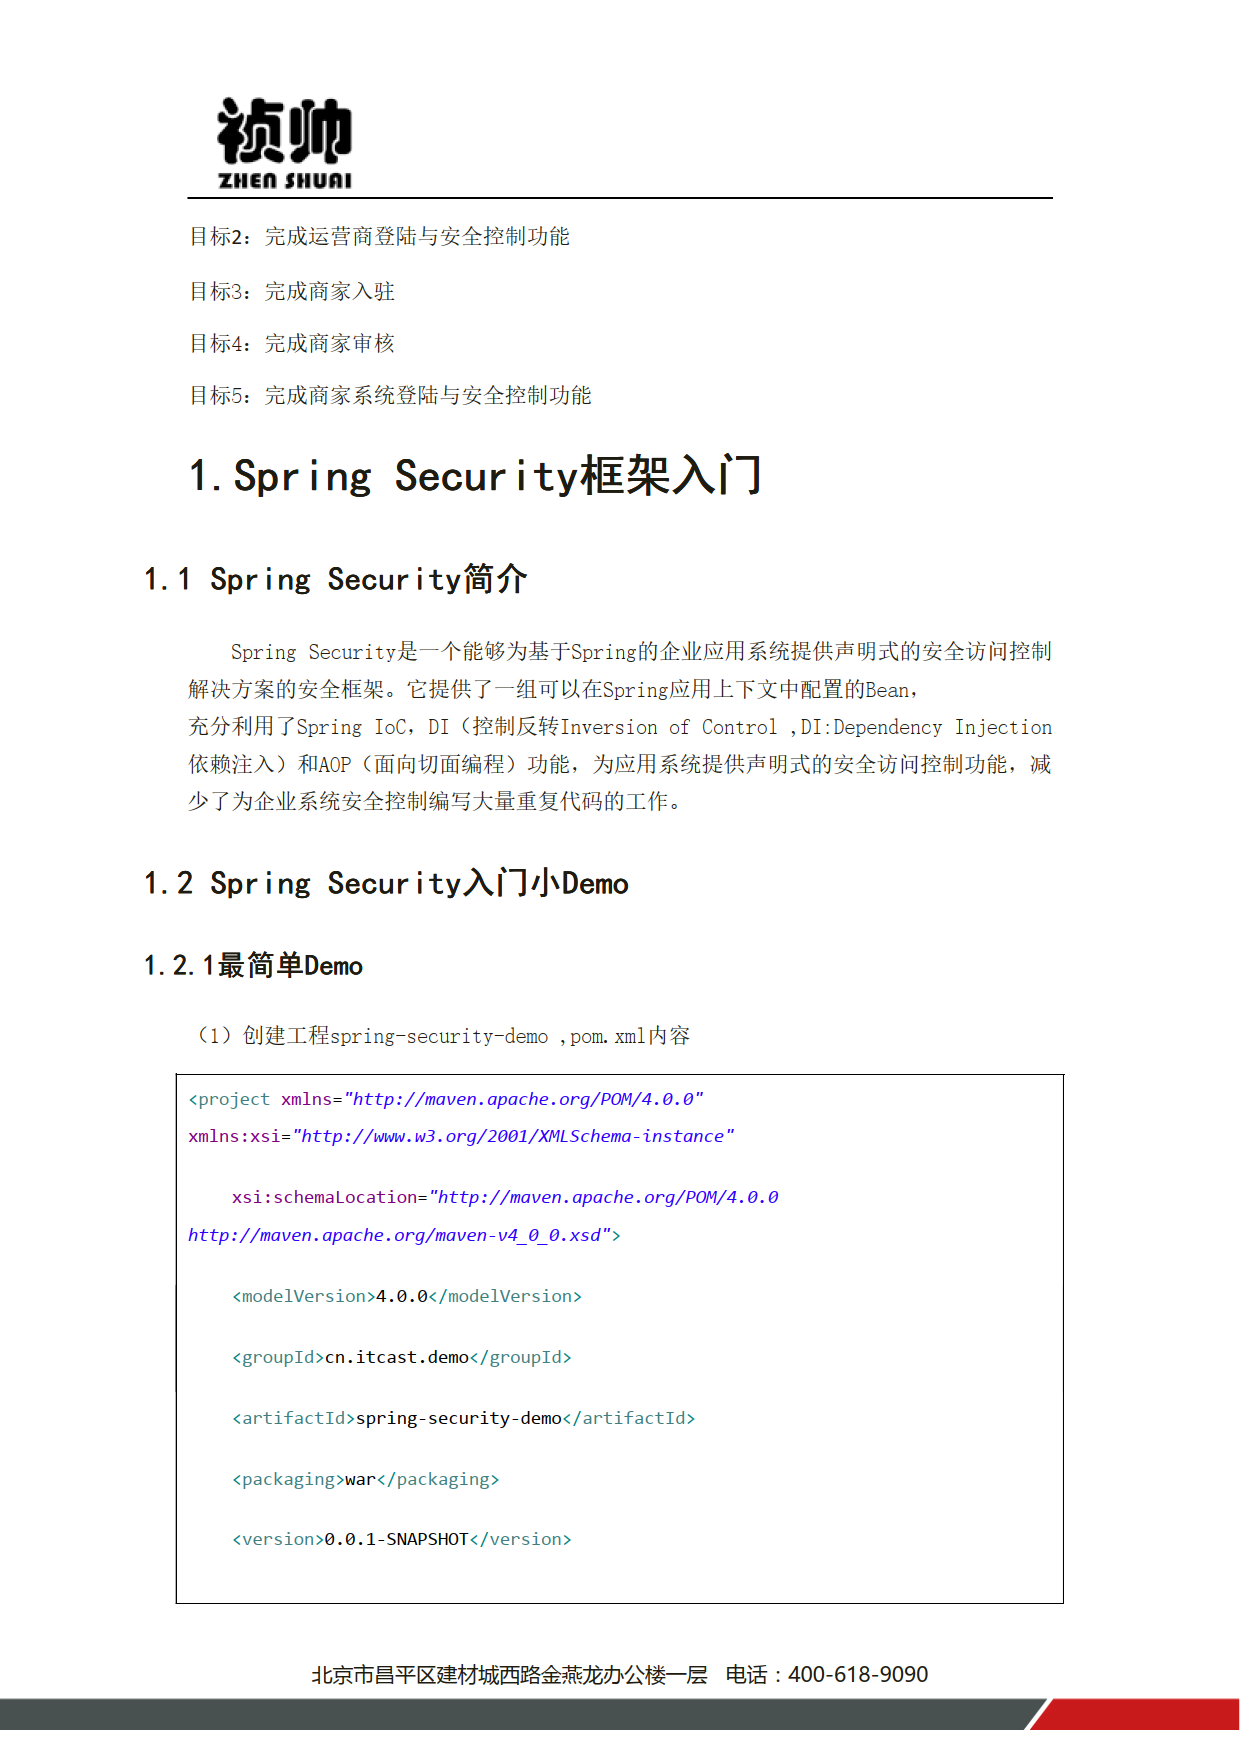 祯帅
ZHEN SHUAI
目标2：完成运营商登陆与安全控制功能
目标3：完成商家入驻
目标4：完成商家审核
目标5：完成商家系统登陆与安全控制功能
1.Spring Security框架入门
1.1 Spring Security简介
Spring Security是一个能够为基于Spring的企业应用系统提供声明式的安全访问控制
解决方案的安全框架。它提供了一组可以在Spring应用上下文中配置的Bean，
充分利用了Spring IoC，DI（控制反转Inversion of Control ,DI:Dependency Injection
依赖注入）和AOP（面向切面编程）功能，为应用系统提供声明式的安全访问控制功能，减
少了为企业系统安全控制编写大量重复代码的工作。
1.2 Spring Security入门小Demo
1.2.1最简单Demo
（1）创建工程spring-security-demo ,pom.xml内容
<project xmlns="http://maven.apache.org/POM/4.0.0"
xmlns:xsi="http://www.w3.org/2001/XMLSchema-instance"
xsi:schemaLocation="http://maven.apache.org/POM/4.0.0
http://maven.apache.org/maven-v4_0_0.xsd">
<modelVersion>4.0.0</modelVersion>
<groupId>cn.itcast.demo</groupId>
<artifactId>spring-security-demo</artifactId>
<packaging>war</packaging>
<version>0.0.1-SNAPSHOT</version>
北京市昌平区建材城西路金燕龙办公楼一层 电话：400-618-9090